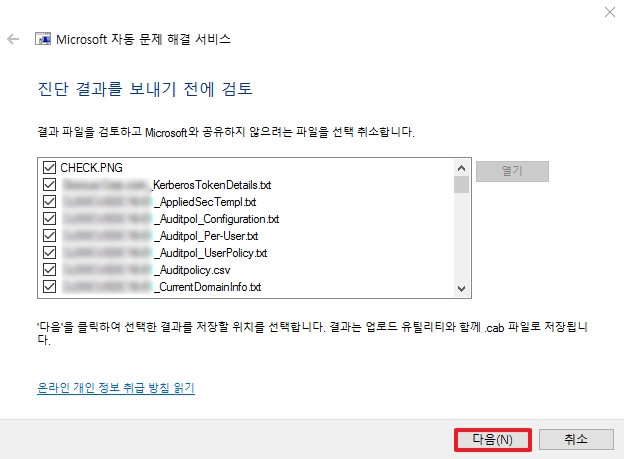 Microsoft 자동 문제 해결 서비스
진단 결과를 보내기 전에 검토
결과 파일을 검토하고 Microsoft와 공유하지 않으려는 파일을 선택 취소합니다.
CHECK.PNG
_KerberosTokenDetails.txt
_AppliedSecTempl.txt
_Auditpol_Configuration.txt
_Auditpol_Per-User.txt
_Auditpol_UserPolicy.txt
_Auditpolicy.csv
_CurrentDomainInfo.txt
열기
'다음'을 클릭하여 선택한 결과를 저장할 위치를 선택합니다. 결과는 업로드 유틸리티와 함께 .cab 파일로 저장됩니
다.
온라인 개인 정보 취급 방침 읽기
다음(N)
취소